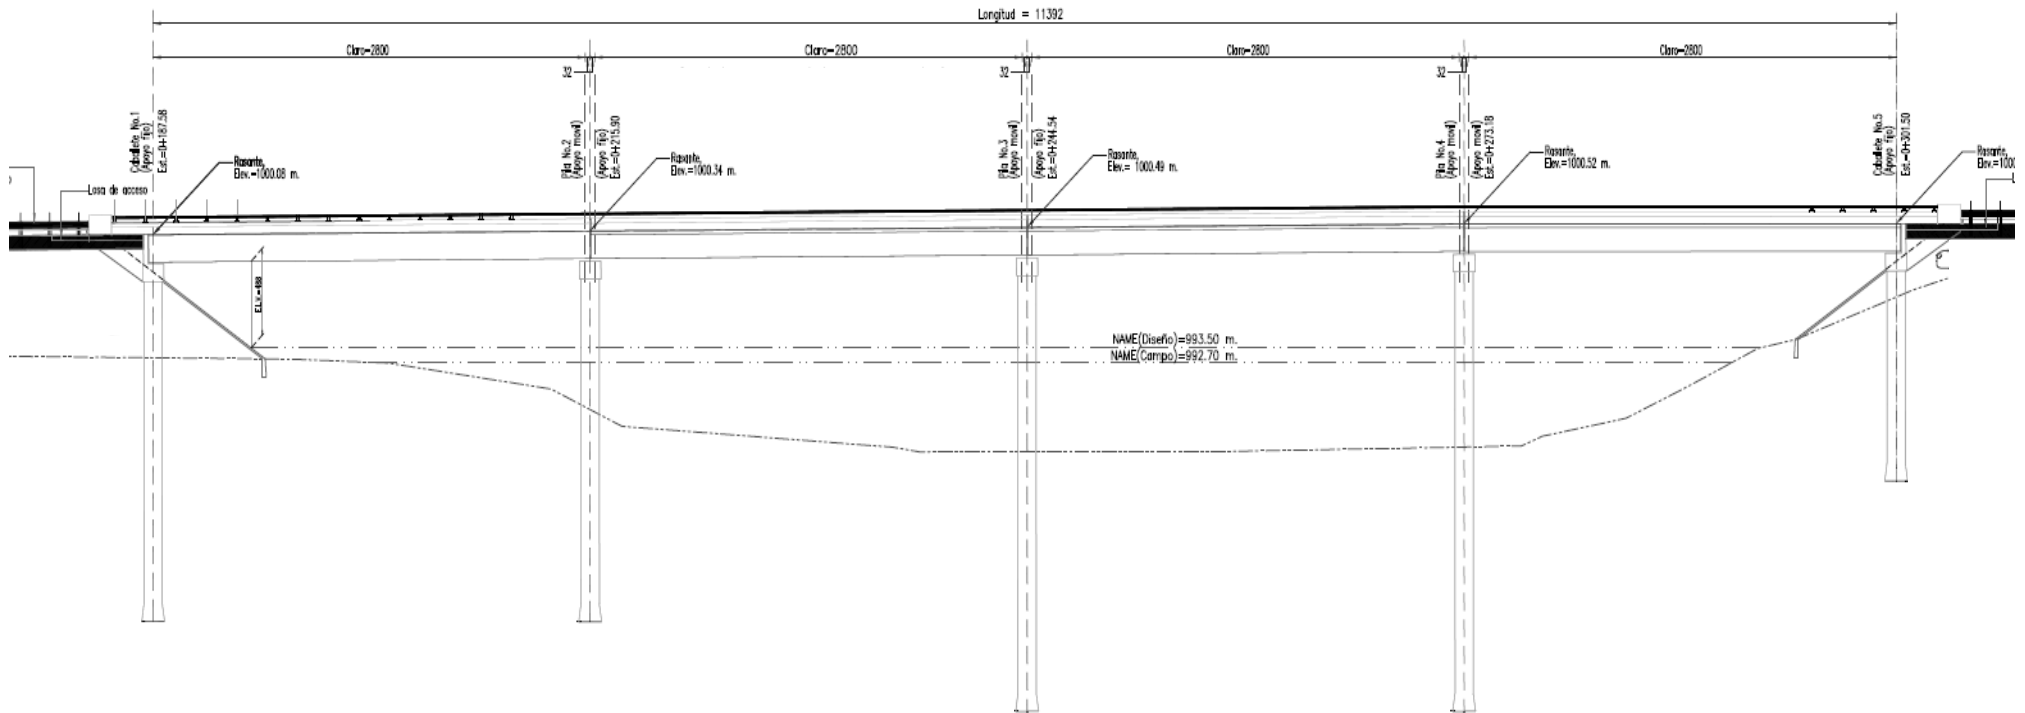 Longitud = 11392
Claro=2800
Claro=2800
Claro=2800
Claro=2800
32
32
32
Caballete No.1
(Apoyo fijo)
Est.=0+187.58
Pila No.2
(Apoyo movil)
(Apoyo fijo)
Est.=0+215.90
Pila No.3
(Apoyo movil)
(Apoyo fijo)
Est.=0+244.54
Pila No.4
(Apoyo movil)
(Apoyo movil)
Est.=0+273.18
Caballete No.5
(Apoyo fijo)
Est.=0+301.50
Rasante,
Elev.=1000.08 m.
Rasante,
Elev.=1000.34 m.
Rasante,
Elev.= 1000.49 m.
Rasante,
Elev.=1000.52 m.
Rasante,
Elev.=1000
Losa de acceso
E.L.V.=488
NAME(Diseño)=993.50 m.
NAME(Campo)=992.70 m.